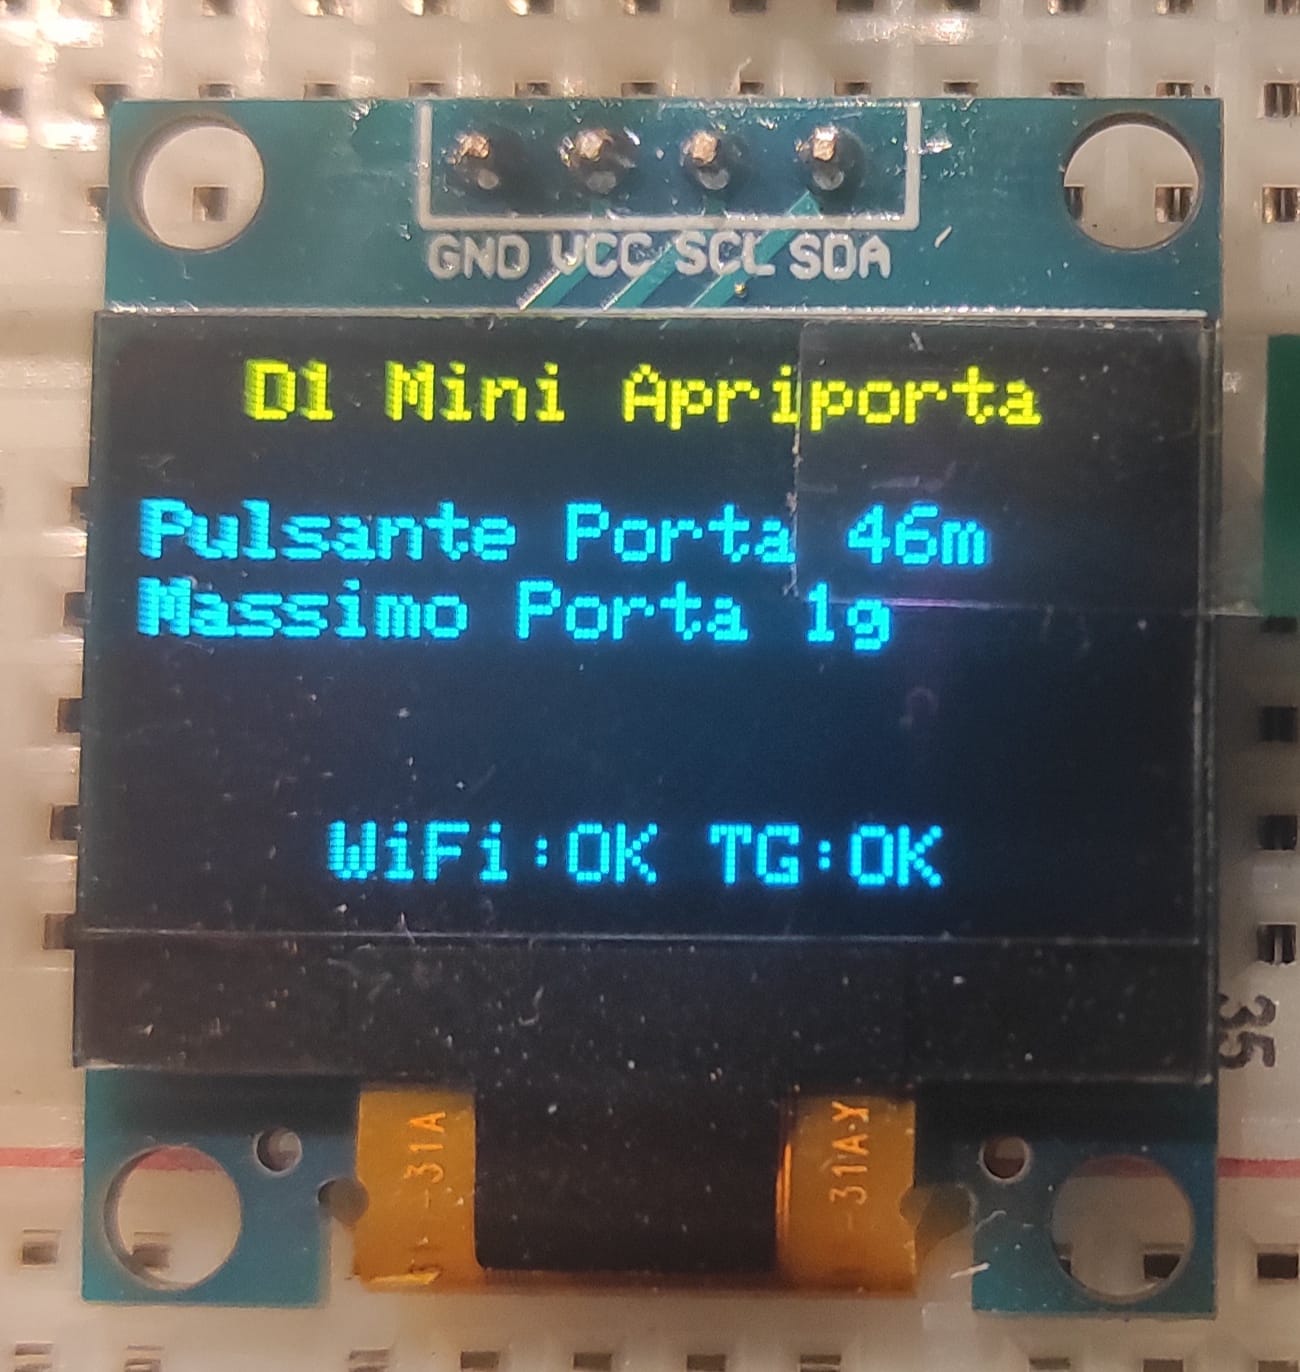 GND VCC SCL SDA
D1 Mini Apriporta
Pulsante Porta 46m
Massimo Porta 1g
WiFi:OK TG:OK
35
-31A
-31A·X